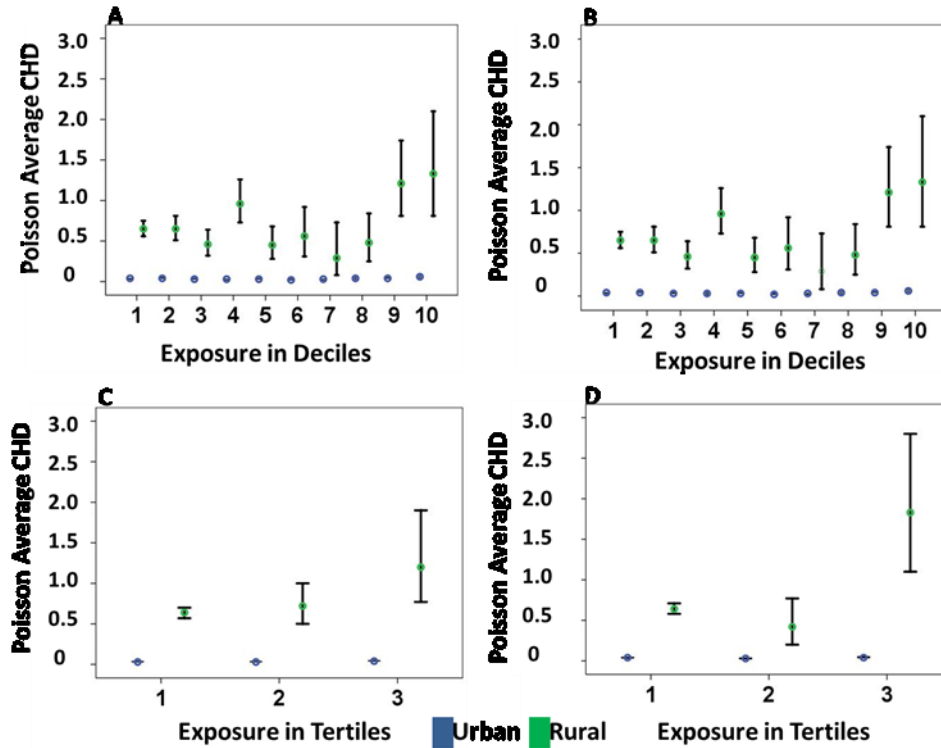 A
Poisson Average CHD
3.0
2.5
2.0
1.5
1.0
0.5
0
1 2 3 4 5 6 7 8 9 10
Exposure in Deciles
B
Poisson Average CHD
3.0
2.5
2.0
1.5
1.0
0.5
0
1 2 3 4 5 6 7 8 9 10
Exposure in Deciles
C
Poisson Average CHD
3.0
2.5
2.0
1.5
1.0
0.5
0
1 2 3
Exposure in Tertiles
D
Poisson Average CHD
3.0
2.5
2.0
1.5
1.0
0.5
0
1 2 3
Exposure in Tertiles
Urban Rural